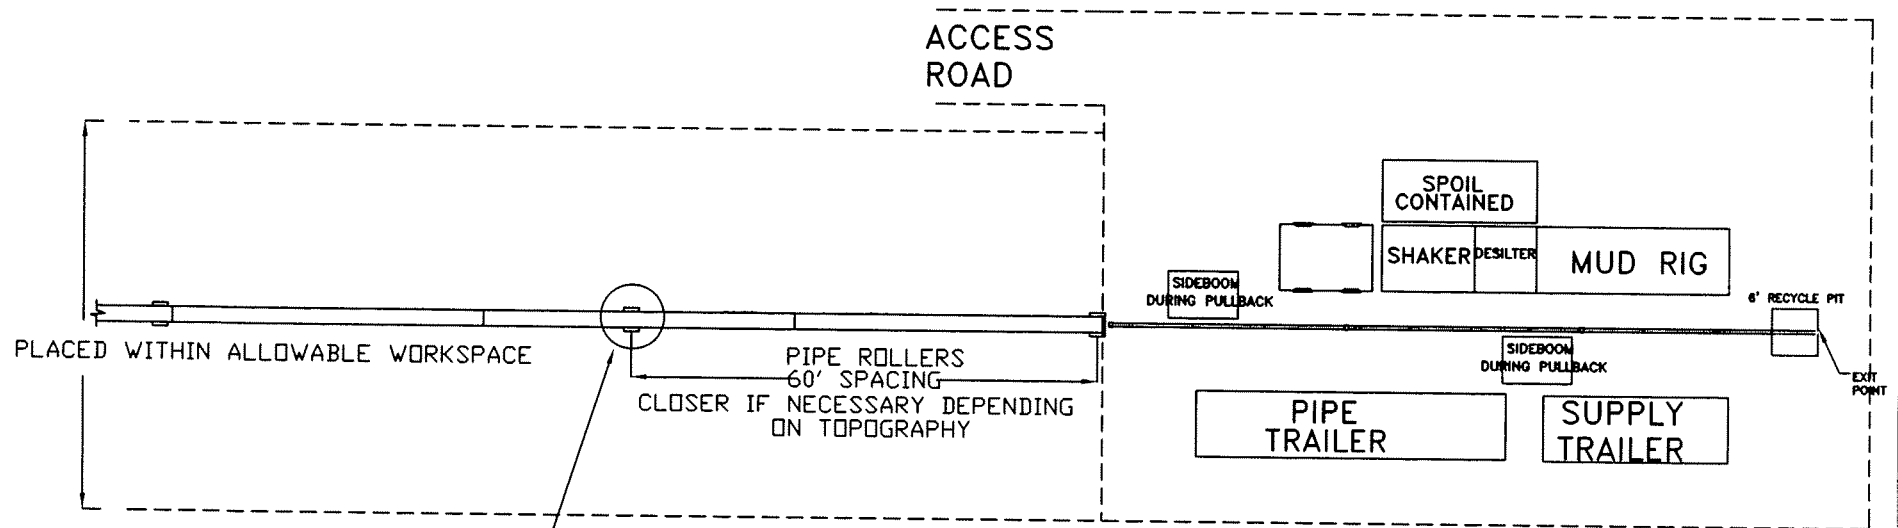 ACCESS
ROAD
SPOIL
CONTAINED
SHAKER
DESILTER
MUD RIG
SIDEBOOM
DURING PULLBACK
6' RECYCLE PIT
PLACED WITHIN ALLOWABLE WORKSPACE
PIPE ROLLERS
60' SPACING
CLOSER IF NECESSARY DEPENDING
ON TOPOGRAPHY
SIDEBOOM
DURING PULLBACK
EXIT
POINT
PIPE
TRAILER
SUPPLY
TRAILER